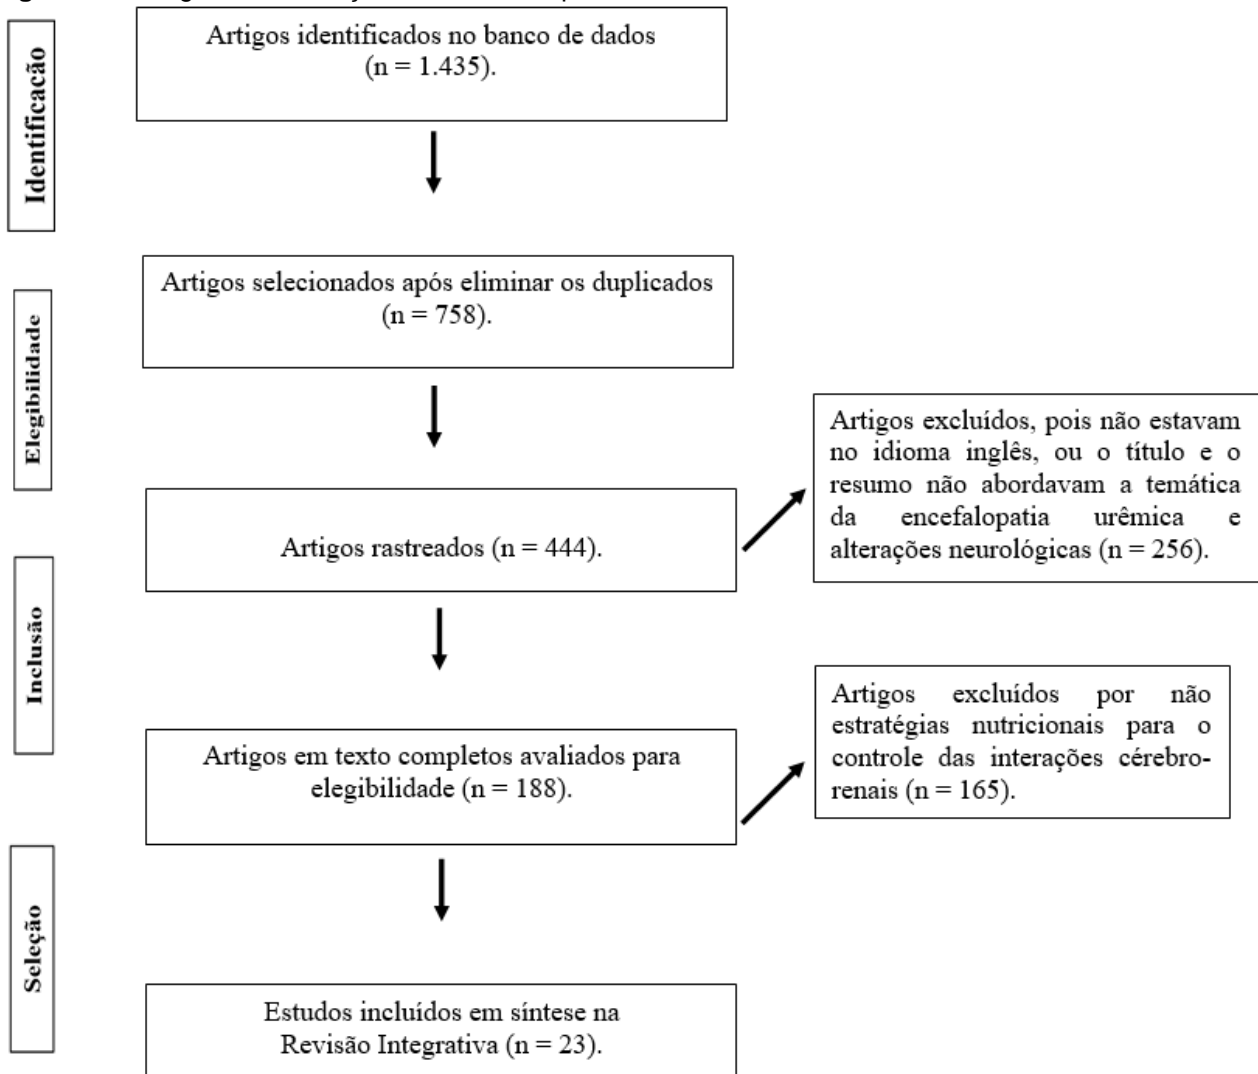 Identificação
Artigos identificados no banco de dados
(n = 1.435).
Elegibilidade
Artigos selecionados após eliminar os duplicados
(n = 758).
Artigos rastreados (n = 444).
Artigos excluídos, pois não estavam
no idioma inglês, ou o título e o
resumo não abordavam a temática
da encefalopatia urêmica e
alterações neurológicas (n = 256).
Inclusão
Artigos em texto completos avaliados para
elegibilidade (n = 188).
Artigos excluídos por não
estratégias nutricionais para o
controle das interações cérebro-
renais (n = 165).
Seleção
Estudos incluídos em síntese na
Revisão Integrativa (n = 23).